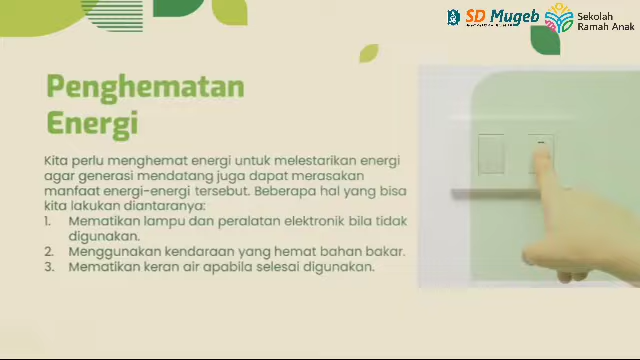 SD Mugeb
Sekolah
Ramah Anak
Penghematan
Energi
Kita perlu menghemat energi untuk melestarikan energi
agar generasi mendatang juga dapat merasakan
manfaat energi-energi tersebut. Beberapa hal yang bisa
kita lakukan diantaranya:
1. Mematikan lampu dan peralatan elektronik bila tidak
digunakan.
2. Menggunakan kendaraan yang hemat bahan bakar.
3. Mematikan keran air apabila selesai digunakan.